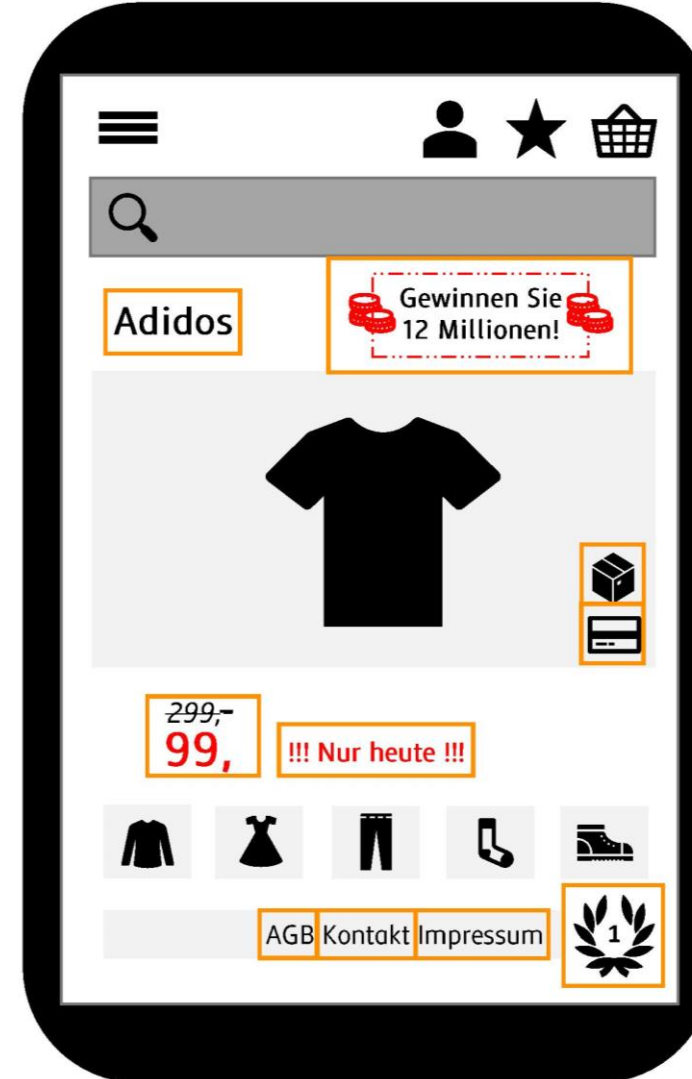 Adidos
Gewinnen Sie
12 Millionen!
299,-
99,
!!! Nur heute !!!
AGB Kontakt Impressum
1